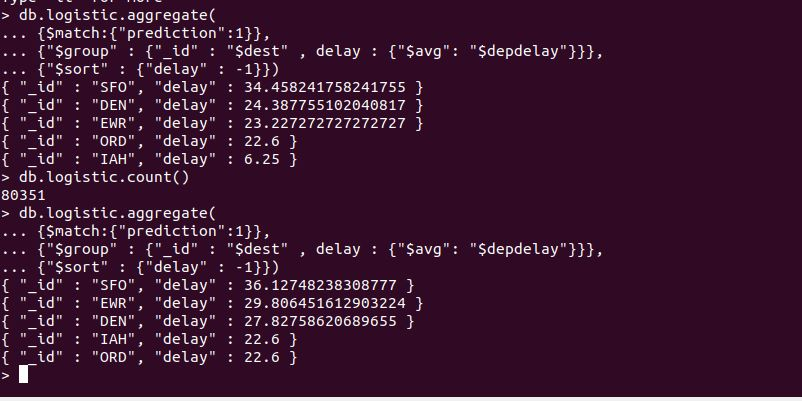 > db.logistic.aggregate(
... {$match:{"prediction":1}},
... {"$group" : {"_id" : "$dest" , delay : {"$avg": "$depdelay"}}},
... {"$sort" : {"delay" : -1}})
{ "_id" : "SFO", "delay" : 34.458241758241755 }
{ "_id" : "DEN", "delay" : 24.387755102040817 }
{ "_id" : "EWR", "delay" : 23.227272727272727 }
{ "_id" : "ORD", "delay" : 22.6 }
{ "_id" : "IAH", "delay" : 6.25 }
> db.logistic.count()
80351
> db.logistic.aggregate(
... {$match:{"prediction":1}},
... {"$group" : {"_id" : "$dest" , delay : {"$avg": "$depdelay"}}},
... {"$sort" : {"delay" : -1}})
{ "_id" : "SFO", "delay" : 36.12748238308777 }
{ "_id" : "EWR", "delay" : 29.806451612903224 }
{ "_id" : "DEN", "delay" : 27.82758620689655 }
{ "_id" : "IAH", "delay" : 22.6 }
{ "_id" : "ORD", "delay" : 22.6 }
>